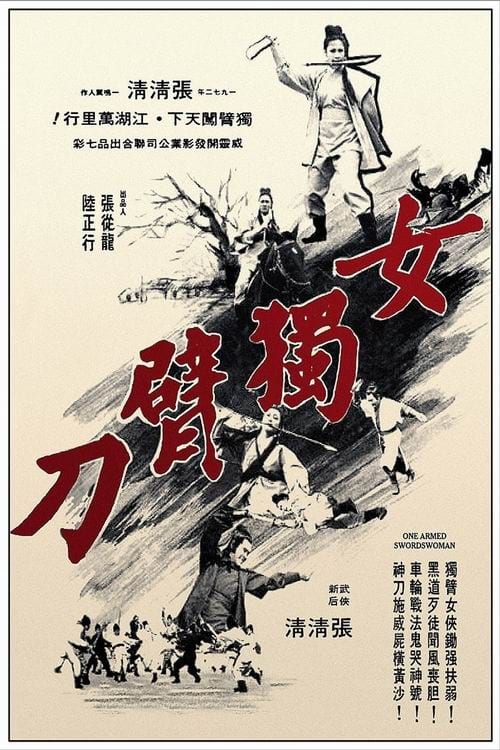 一九七二年 張清清 一鳴驚人作
獨臂闖天下・江湖萬里行！
威靈開發影業公司聯合出品七彩
出品人
張從龍
陸正行
女獨臂刀
ONE ARMED
SWORDSWOMAN
獨臂女俠鋤强扶弱！
黑道歹徒聞風喪胆！
車輪戰法鬼哭神號！
神刀施威屍橫黃沙！
武俠
新后
張清清